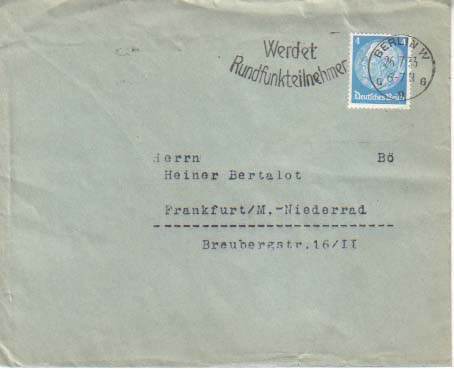 Werdet
Rundfunkteilnehmer
4
Deutsches Reich
BERLIN W
Herrn Bö
Heiner Bertalot
Frankfurt/M.-Niederrad
Breubergstr.16/II